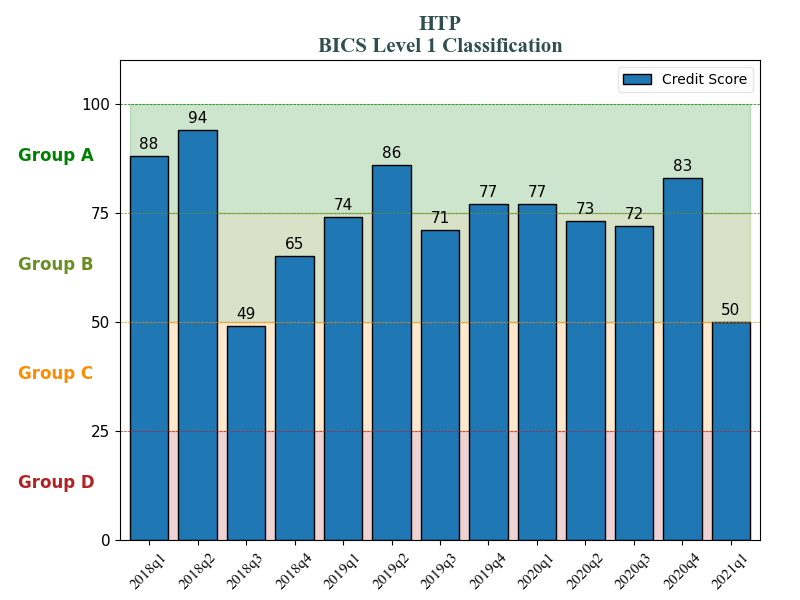 HTP
BICS Level 1 Classification
Credit Score
100
75
50
25
0
Group A
Group B
Group C
Group D
88
94
49
65
74
86
71
77
77
73
72
83
50
2018q1
2018q2
2018q3
2018q4
2019q1
2019q2
2019q3
2019q4
2020q1
2020q2
2020q3
2020q4
2021q1